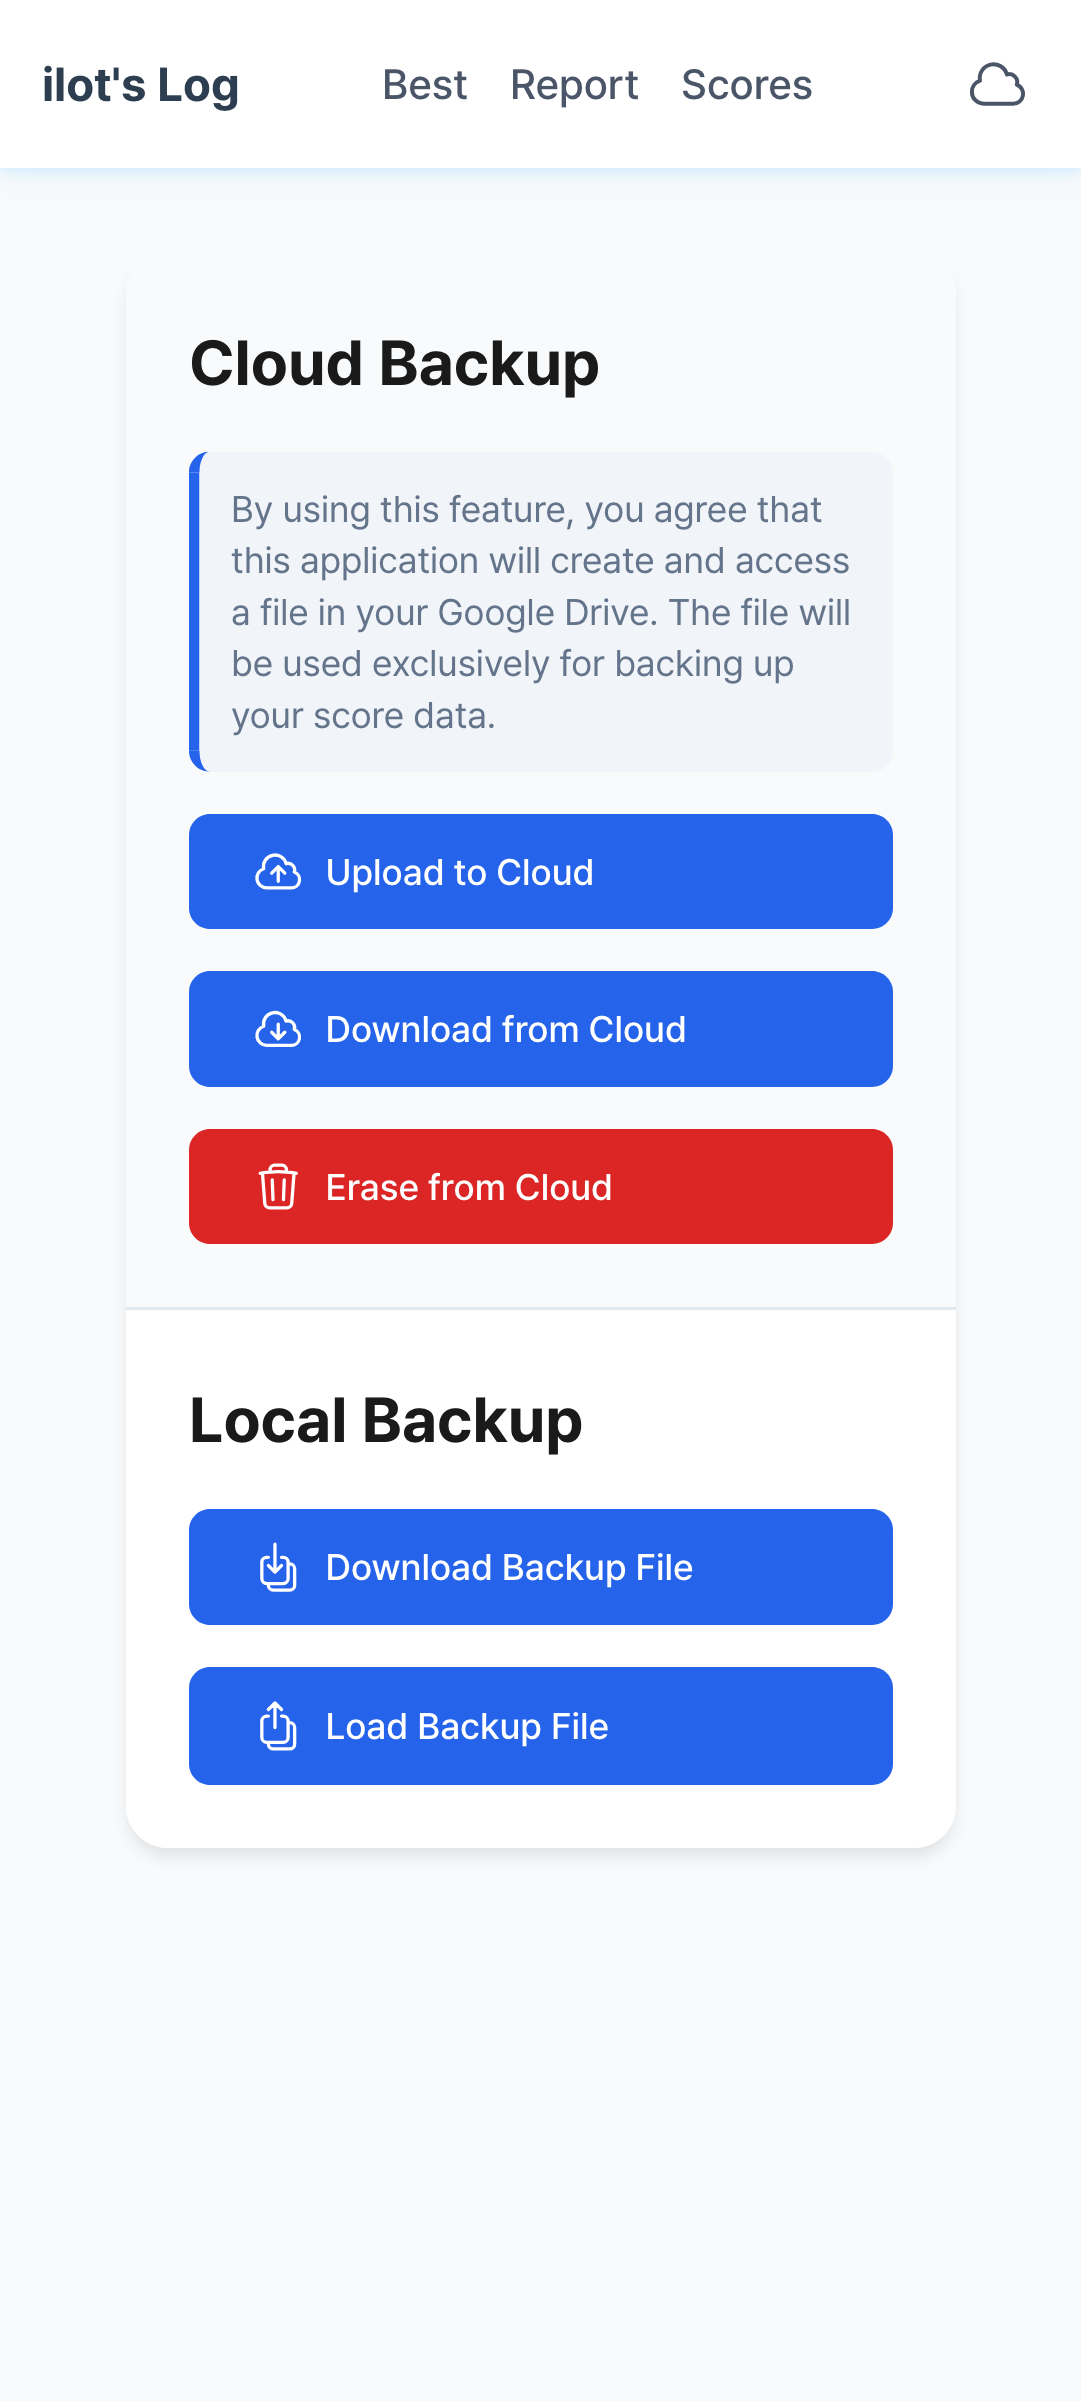 ilot's Log
Best
Report
Scores
Cloud Backup
By using this feature, you agree that
this application will create and access
a file in your Google Drive. The file will
be used exclusively for backing up
your score data.
Upload to Cloud
Download from Cloud
Erase from Cloud
Local Backup
Download Backup File
Load Backup File